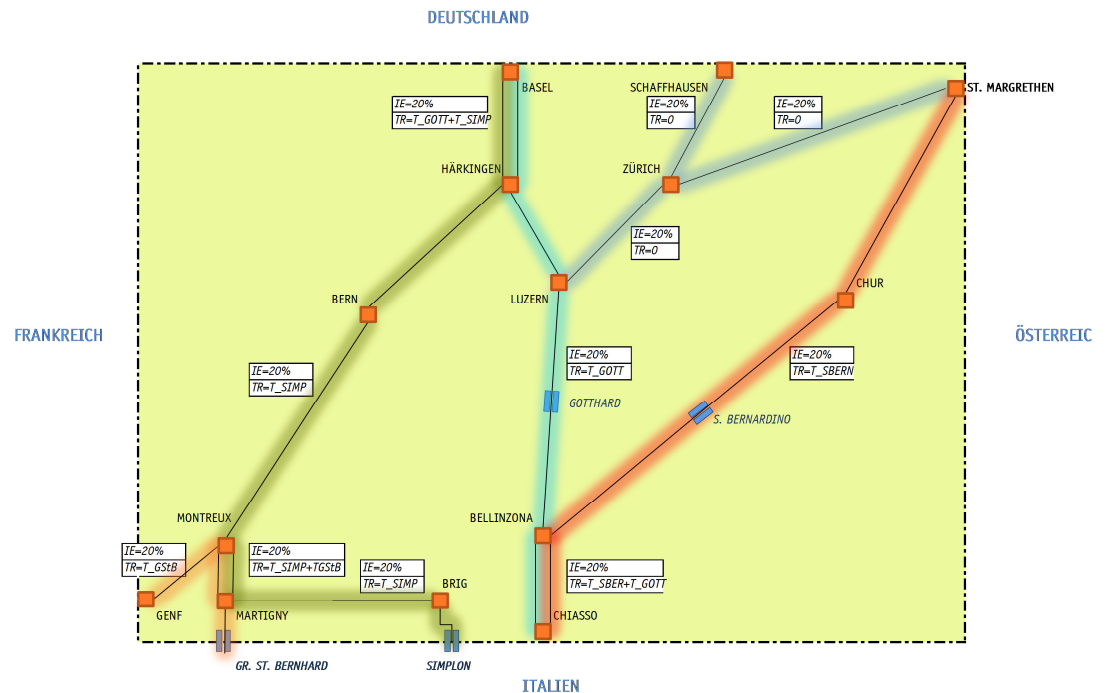 DEUTSCHLAND
BASEL
SCHAFFHAUSEN
ST. MARGRETHEN
IE=20%
TR=T_GOTT+T_SIMP
IE=20%
TR=0
IE=20%
TR=0
HÄRKINGEN
ZÜRICH
IE=20%
TR=0
BERN
LUZERN
CHUR
FRANKREICH
ÖSTERREIC
IE=20%
TR=T_SIMP
IE=20%
TR=T_GOTT
IE=20%
TR=T_SBERN
GOTTHARD
S. BERNARDINO
MONTREUX
BELLINZONA
IE=20%
TR=T_GStB
IE=20%
TR=T_SIMP+TGStB
IE=20%
TR=T_SIMP
BRIG
IE=20%
TR=T_SBER+T_GOTT
GENF
MARTIGNY
CHIASSO
GR. ST. BERNHARD
SIMPLON
ITALIEN